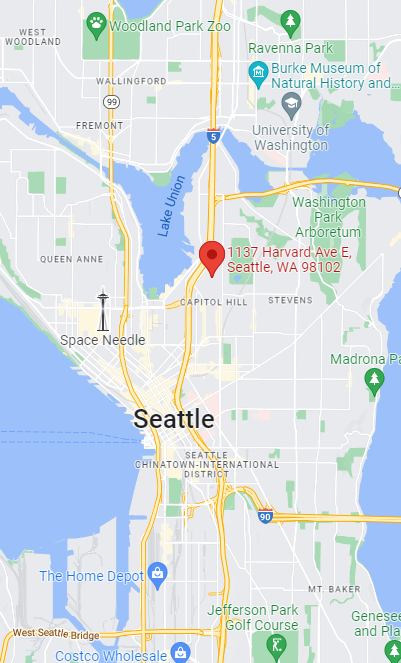 Woodland Park Zoo
WEST
WOODLAND
Ravenna Park
Burke Museum of
Natural History and...
WALLINGFORD
99
FREMONT
University of
Washington
5
Lake Union
Washington
Park
Arboretum
1137 Harvard Ave E,
Seattle, WA 98102
QUEEN ANNE
CAPITOL HILL
STEVENS
Space Needle
Madrona Pa
Seattle
SEATTLE
CHINATOWN-INTERNATIONAL
DISTRICT
90
The Home Depot
MT. BAKER
Jefferson Park
Golf Course
Genesee
and Pla
West Seattle Bridge
Costco Wholesale